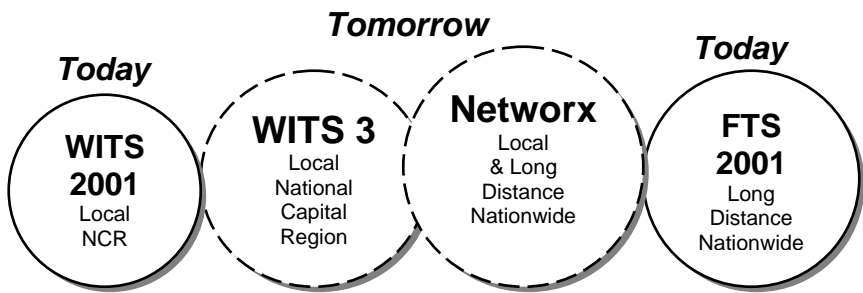 Tomorrow
Today
Today
WITS
2001
Local
NCR
WITS 3
Local
National
Capital
Region
Networx
Local
& Long
Distance
Nationwide
FTS
2001
Long
Distance
Nationwide